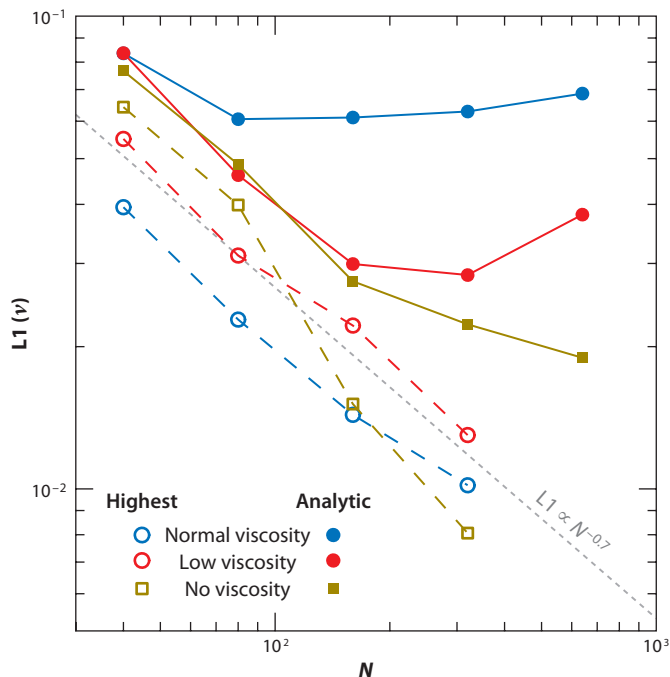 10⁻¹
L1 (v)
10⁻²
L1 ∝ N⁻⁰·⁷
Highest Analytic
Normal viscosity
Low viscosity
No viscosity
10² 10³
N